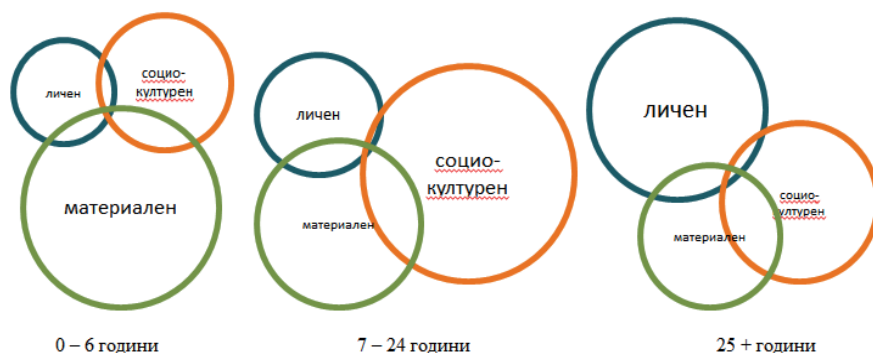 личен
социо-
културен
материален
0 – 6 години
личен
социо-
културен
материален
7 – 24 години
личен
социо-
културен
материален
25 + години